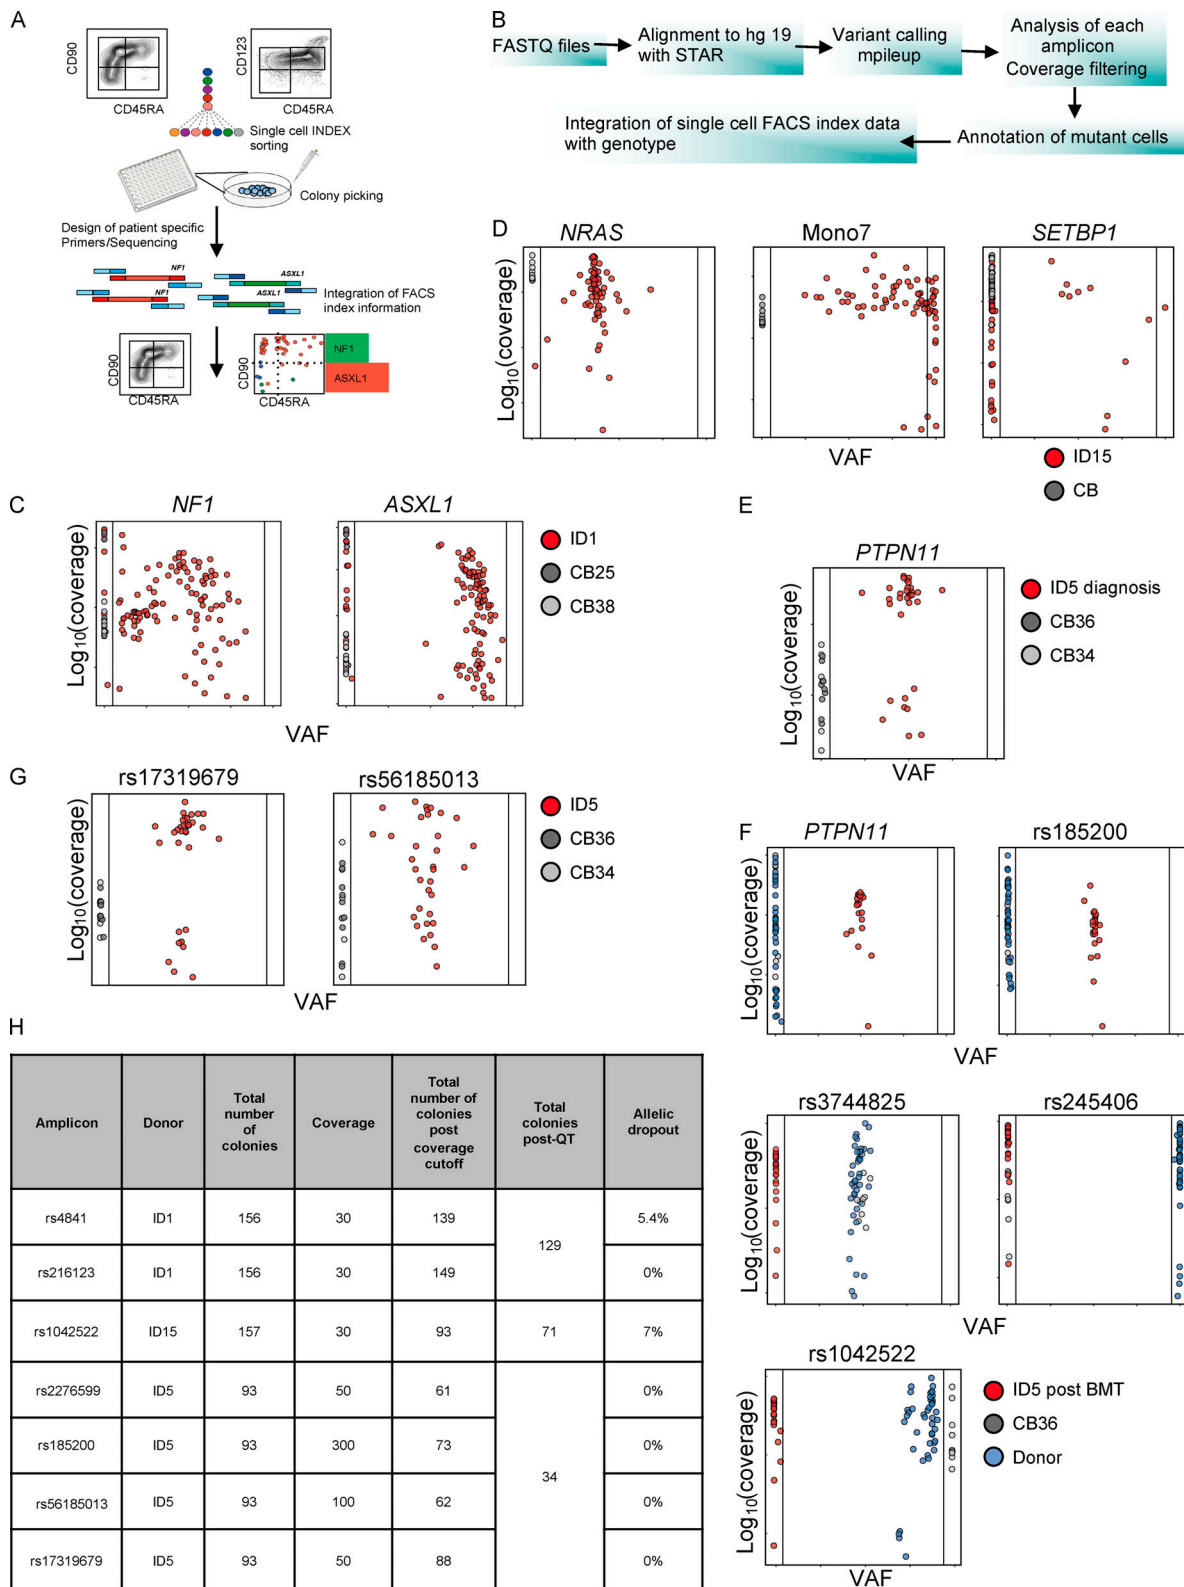 A
CD90
CD45RA
CD123
CD45RA
Single cell INDEX
sorting
Colony picking
Design of patient specific
Primers/Sequencing
NF1
ASXL1
NF1
ASXL1
Integration of FACS
index information
CD90
CD45RA
CD90
CD45RA
NF1
ASXL1
B
FASTQ files
Alignment to hg 19
with STAR
Variant calling
mpileup
Analysis of each
amplicon
Coverage filtering
Annotation of mutant cells
Integration of single cell FACS index data
with genotype
D
NRAS
Mono7
SETBP1
Log10(coverage)
VAF
ID15
CB
C
NF1
ASXL1
Log10(coverage)
VAF
ID1
CB25
CB38
E
PTPN11
Log10(coverage)
VAF
ID5 diagnosis
CB36
CB34
G
rs17319679
rs56185013
Log10(coverage)
VAF
ID5
CB36
CB34
F
PTPN11
rs185200
Log10(coverage)
VAF
rs3744825
rs245406
Log10(coverage)
VAF
rs1042522
Log10(coverage)
VAF
ID5 post BMT
CB36
Donor
H
Amplicon Donor Total number of colonies Coverage Total number of colonies post coverage cutoff Total colonies post-QT Allelic dropout
rs4841 ID1 156 30 139 129 5.4%
rs216123 ID1 156 30 149 0%
rs1042522 ID15 157 30 93 71 7%
rs2276599 ID5 93 50 61 34 0%
rs185200 ID5 93 300 73 0%
rs56185013 ID5 93 100 62 0%
rs17319679 ID5 93 50 88 0%